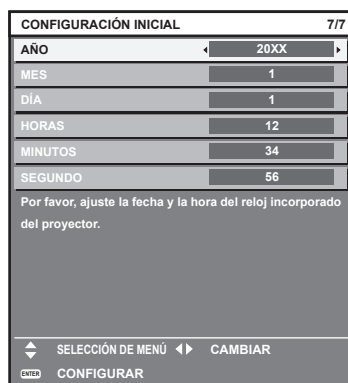 CONFIGURACIÓN INICIAL 7/7
AÑO 20XX
MES 1
DÍA 1
HORAS 12
MINUTOS 34
SEGUNDO 56
Por favor, ajuste la fecha y la hora del reloj incorporado
del proyector.
SELECCIÓN DE MENÚ CAMBIAR
ENTER CONFIGURAR